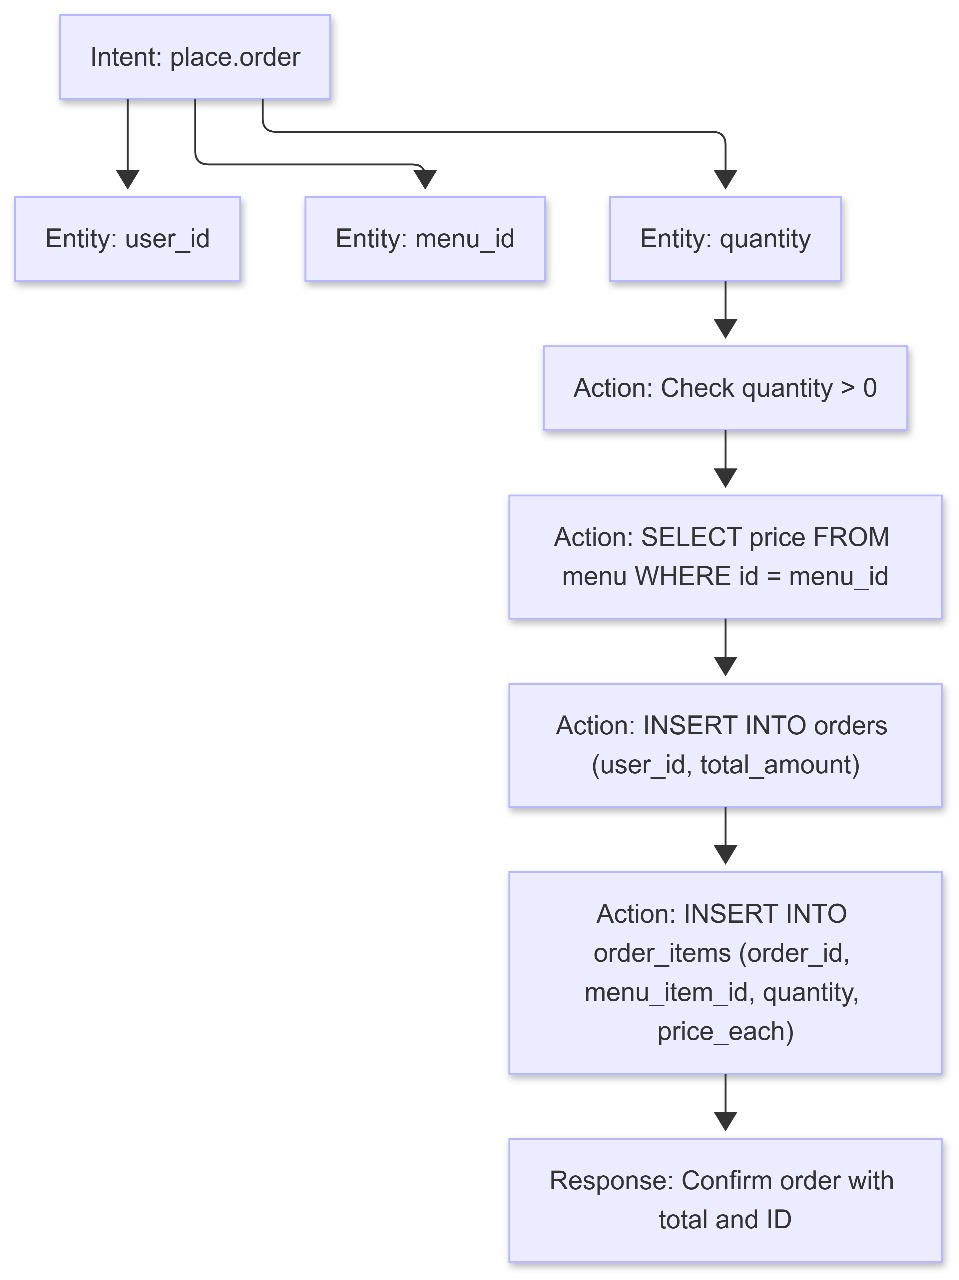 Intent: place.order
Entity: user_id
Entity: menu_id
Entity: quantity
Action: Check quantity > 0
Action: SELECT price FROM
menu WHERE id = menu_id
Action: INSERT INTO orders
(user_id, total_amount)
Action: INSERT INTO
order_items (order_id,
menu_item_id, quantity,
price_each)
Response: Confirm order with
total and ID